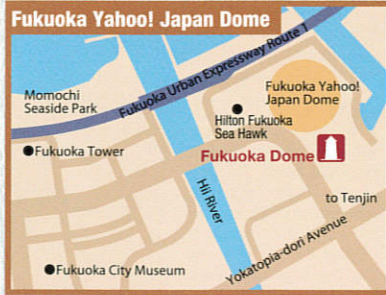 Fukuoka Yahoo! Japan Dome
Momochi
Seaside Park
Fukuoka Urban Expressway Route 1
Fukuoka Yahoo!
Japan Dome
Hilton Fukuoka
Sea Hawk
Fukuoka Tower
Fukuoka Dome
Hii River
to Tenjin
Yokatopia-dori Avenue
Fukuoka City Museum